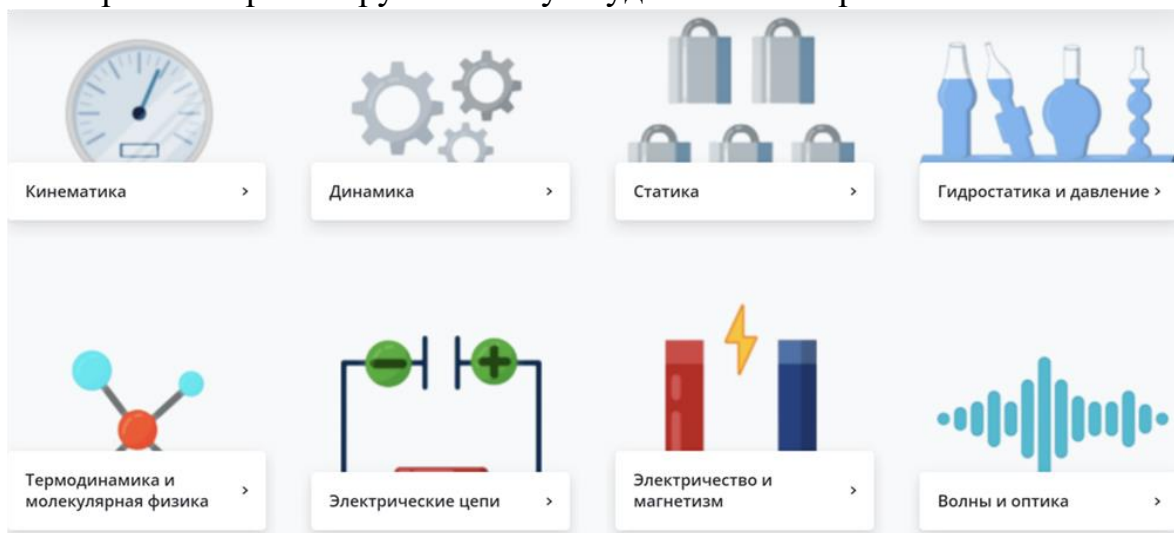 Кинематика
Динамика
Статика
Гидростатика и давление
Термодинамика и
молекулярная физика
Электрические цепи
Электричество и
магнетизм
Волны и оптика